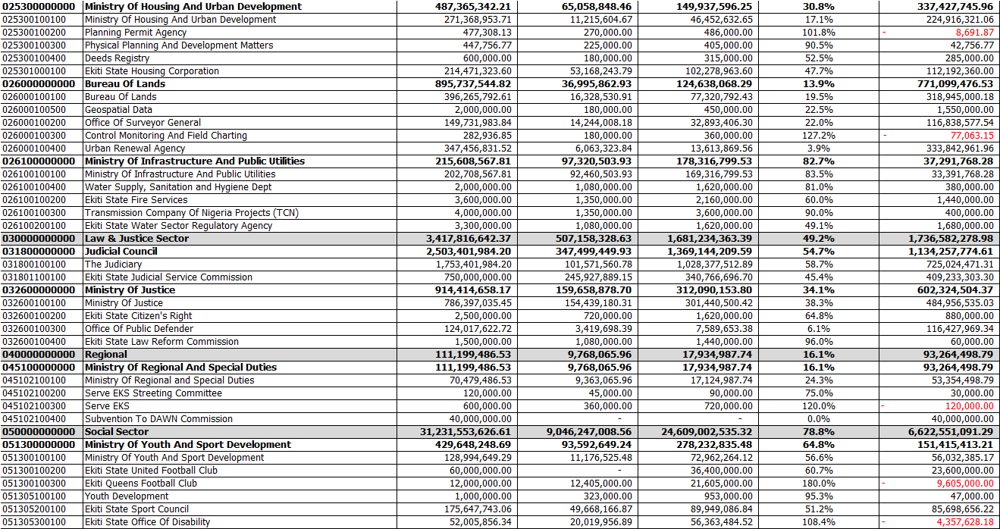 025300000000 Ministry Of Housing And Urban Development 487,365,342.21 65,058,848.46 149,937,596.25 30.8% 337,427,745.96
025300100100 Ministry Of Housing And Urban Development 271,368,953.71 11,215,604.67 46,452,632.65 17.1% 224,916,321.06
025300100200 Planning Permit Agency 477,308.13 270,000.00 486,000.00 101.8% - 8,691.87
025300100300 Physical Planning And Development Matters 447,756.77 225,000.00 405,000.00 90.5% 42,756.77
025300100400 Deeds Registry 600,000.00 180,000.00 315,000.00 52.5% 285,000.00
025301000100 Ekiti State Housing Corporation 214,471,323.60 53,168,243.79 102,278,963.60 47.7% 112,192,360.00
026000000000 Bureau Of Lands 895,737,544.82 36,995,862.93 124,638,068.29 13.9% 771,099,476.53
026000100100 Bureau Of Lands 396,265,792.61 16,328,530.91 77,320,792.43 19.5% 318,945,000.18
026000100500 Geospatial Data 2,000,000.00 180,000.00 450,000.00 22.5% 1,550,000.00
026000100200 Office Of Surveyor General 149,731,983.84 14,244,008.18 32,893,406.30 22.0% 116,838,577.54
026000100300 Control Monitoring And Field Charting 282,936.85 180,000.00 360,000.00 127.2% - 77,063.15
026000100400 Urban Renewal Agency 347,456,831.52 6,063,323.84 13,613,869.56 3.9% 333,842,961.96
026100000000 Ministry Of Infrastructure And Public Utilities 215,608,567.81 97,320,503.93 178,316,799.53 82.7% 37,291,768.28
026100100100 Ministry Of Infrastructure And Public Utilities 202,708,567.81 92,460,503.93 169,316,799.53 83.5% 33,391,768.28
026100100400 Water Supply, Sanitation and Hygiene Dept 2,000,000.00 1,080,000.00 1,620,000.00 81.0% 380,000.00
026100100200 Ekiti State Fire Services 3,600,000.00 1,350,000.00 2,160,000.00 60.0% 1,440,000.00
026100100300 Transmission Company Of Nigeria Projects (TCN) 4,000,000.00 1,350,000.00 3,600,000.00 90.0% 400,000.00
026100200100 Ekiti State Water Sector Regulatory Agency 3,300,000.00 1,080,000.00 1,620,000.00 49.1% 1,680,000.00
030000000000 Law & Justice Sector 3,417,816,642.37 507,158,328.63 1,681,234,363.39 49.2% 1,736,582,278.98
031800000000 Judicial Council 2,503,401,984.20 347,499,449.93 1,369,144,209.59 54.7% 1,134,257,774.61
031800100100 The Judiciary 1,753,401,984.20 101,571,560.78 1,028,377,512.89 58.7% 725,024,471.31
031801100100 Ekiti State Judicial Service Commission 750,000,000.00 245,927,889.15 340,766,696.70 45.4% 409,233,303.30
032600000000 Ministry Of Justice 914,414,658.17 159,658,878.70 312,090,153.80 34.1% 602,324,504.37
032600100100 Ministry Of Justice 786,397,035.45 154,439,180.31 301,440,500.42 38.3% 484,956,535.03
032600100200 Ekiti State Citizen's Right 2,500,000.00 720,000.00 1,620,000.00 64.8% 880,000.00
032600100300 Office Of Public Defender 124,017,622.72 3,419,698.39 7,589,653.38 6.1% 116,427,969.34
032600100400 Ekiti State Law Reform Commission 1,500,000.00 1,080,000.00 1,440,000.00 96.0% 60,000.00
040000000000 Regional 111,199,486.53 9,768,065.96 17,934,987.74 16.1% 93,264,498.79
045100000000 Ministry Of Regional And Special Duties 111,199,486.53 9,768,065.96 17,934,987.74 16.1% 93,264,498.79
045102100100 Ministry Of Regional and Special Duties 70,479,486.53 9,363,065.96 17,124,987.74 24.3% 53,354,498.79
045102100200 Serve EKS Streeting Committee 120,000.00 45,000.00 90,000.00 75.0% 30,000.00
045102100300 Serve EKS 600,000.00 360,000.00 720,000.00 120.0% - 120,000.00
045102100400 Subvention To DAWN Commission 40,000,000.00 - - 0.0% 40,000,000.00
050000000000 Social Sector 31,231,553,626.61 9,046,247,008.56 24,609,002,535.32 78.8% 6,622,551,091.29
051300000000 Ministry Of Youth And Sport Development 429,648,248.69 93,592,649.24 278,232,835.48 64.8% 151,415,413.21
051300100100 Ministry Of Youth And Sport Development 128,994,649.29 11,176,525.48 72,962,264.12 56.6% 56,032,385.17
051300100200 Ekiti State United Football Club 60,000,000.00 - 36,400,000.00 60.7% 23,600,000.00
051300100300 Ekiti Queens Football Club 12,000,000.00 12,405,000.00 21,605,000.00 180.0% - 9,605,000.00
051305100100 Youth Development 1,000,000.00 323,000.00 953,000.00 95.3% 47,000.00
051305200100 Ekiti State Sport Council 175,647,743.06 49,668,166.87 89,949,086.84 51.2% 85,698,656.22
051305300100 Ekiti State Office Of Disability 52,005,856.34 20,019,956.89 56,363,484.52 108.4% - 4,357,628.18